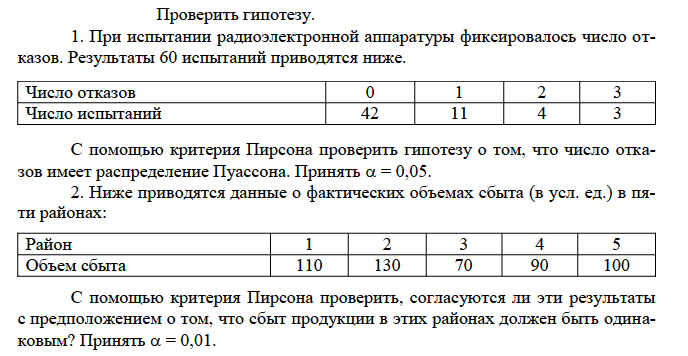 Проверить гипотезу.
1. При испытании радиоэлектронной аппаратуры фиксировалось число от-
казов. Результаты 60 испытаний приводятся ниже.
Число отказов 0 1 2 3
Число испытаний 42 11 4 3
С помощью критерия Пирсона проверить гипотезу о том, что число отка-
зов имеет распределение Пуассона. Принять α = 0,05.
2. Ниже приводятся данные о фактических объемах сбыта (в усл. ед.) в пя-
ти районах:
Район 1 2 3 4 5
Объем сбыта 110 130 70 90 100
С помощью критерия Пирсона проверить, согласуются ли эти результаты
с предположением о том, что сбыт продукции в этих районах должен быть одина-
ковым? Принять α = 0,01.